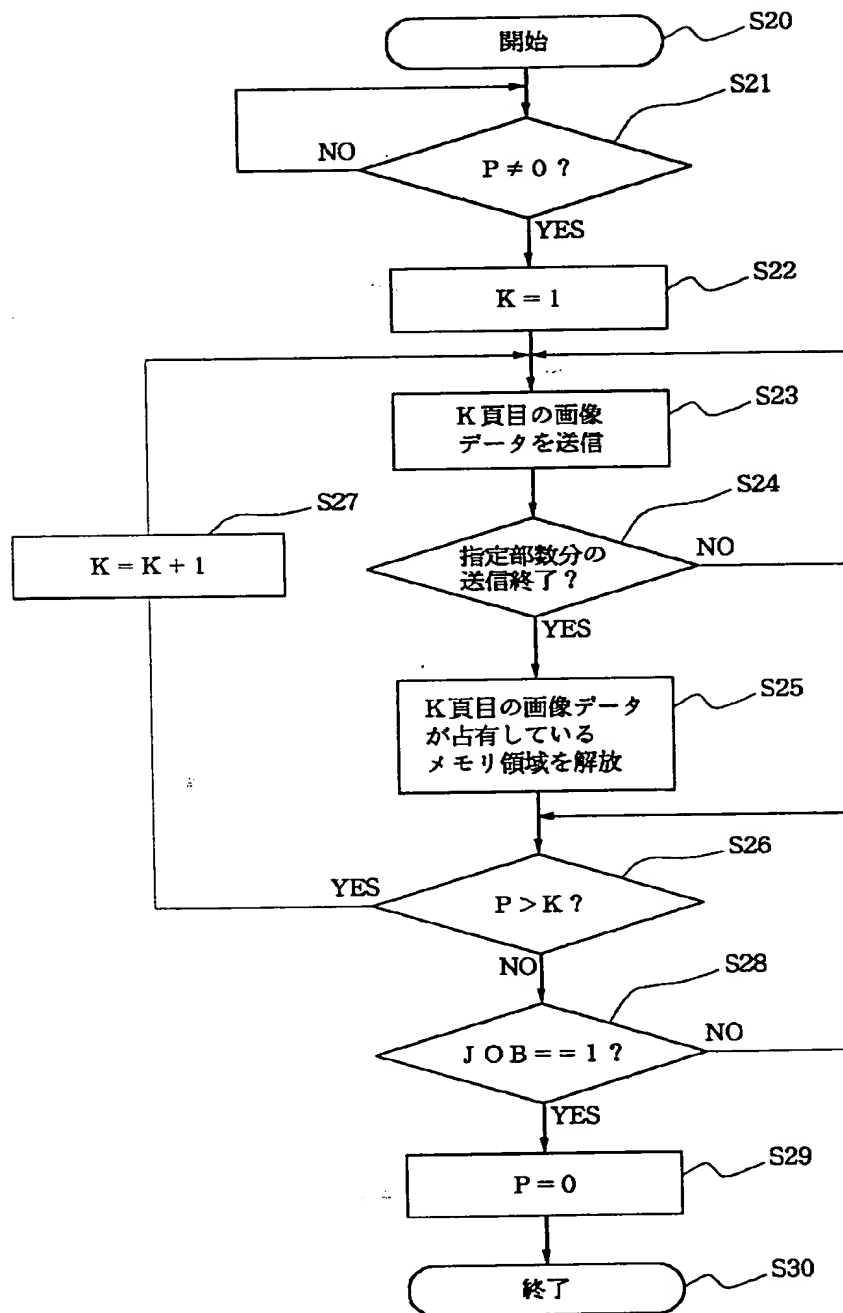 開始
S20
S21
P≠0？
NO
YES
S22
K＝1
S23
K頁目の画像
データを送信
S24
S27
K＝K＋1
指定部数分の
送信終了？
NO
YES
S25
K頁目の画像データ
が占有している
メモリ領域を解放
S26
YES
P＞K？
NO
S28
JOB＝＝1？
NO
YES
S29
P＝0
S30
終了